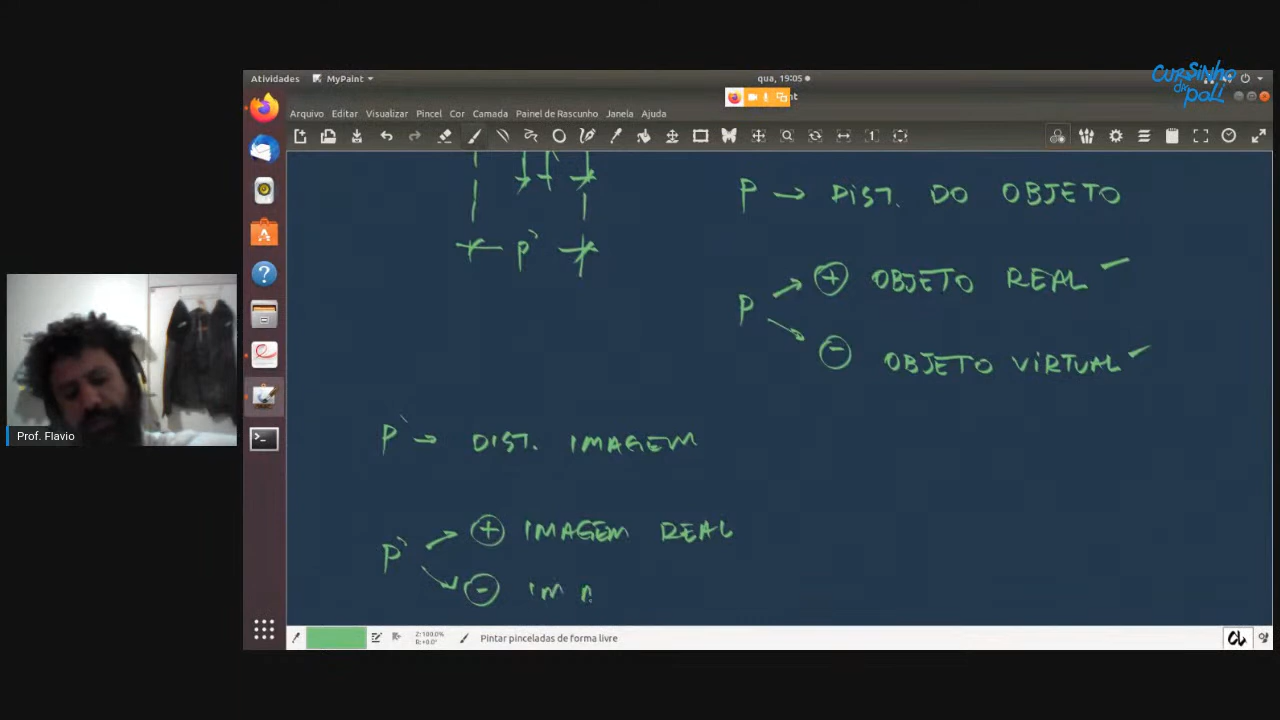 Cursinho da poli
Atividades MyPaint qua, 19:05
Arquivo Editar Visualizar Pincel Cor Camada Painel de Rascunho Janela Ajuda
P → DIST. DO OBJETO
p'
P
+ OBJETO REAL
- OBJETO VIRTUAL
Prof. Flavio
P' → DIST. IMAGEM
P'
+ IMAGEM REAL
- IM
Pintar pinceladas de forma livre